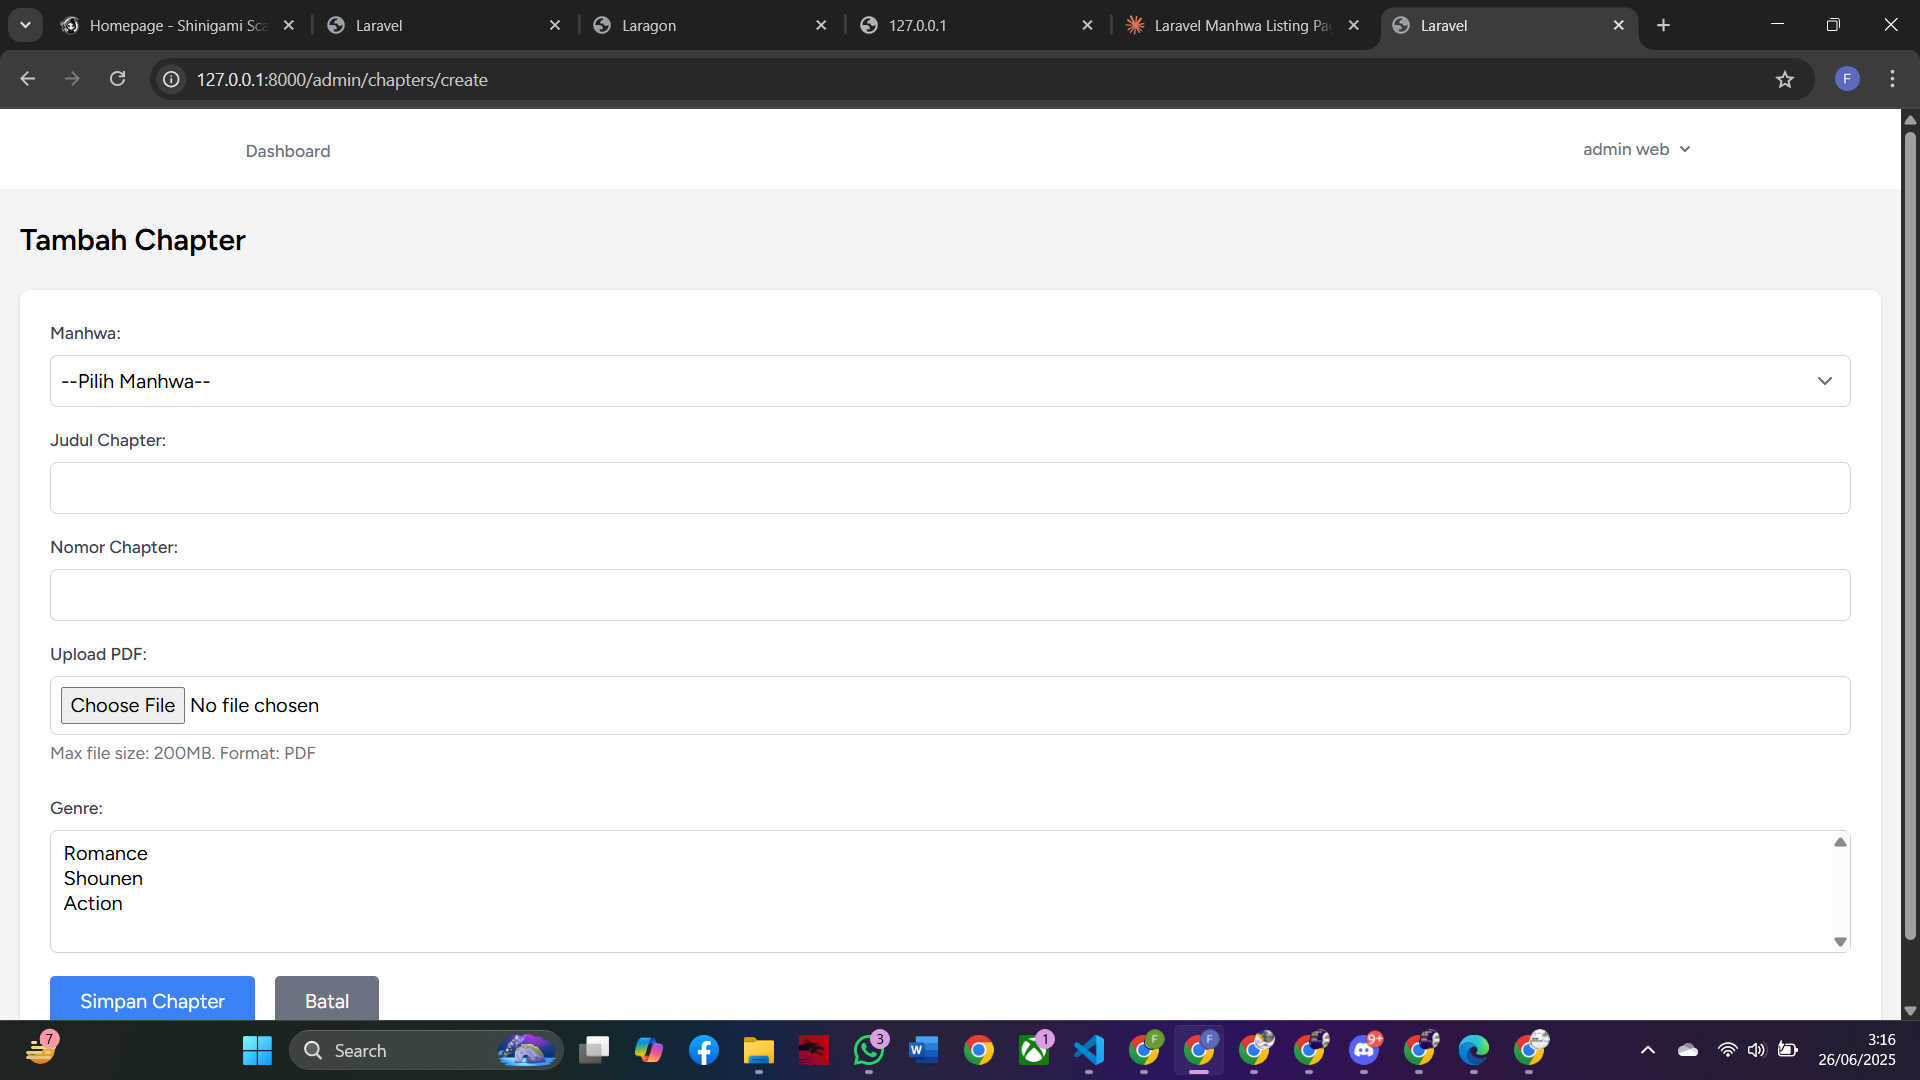 Homepage - Shinigami Sca
Laravel
Laragon
127.0.0.1
Laravel Manhwa Listing Pag
Laravel
127.0.0.1:8000/admin/chapters/create
F
Dashboard
admin web
Tambah Chapter
Manhwa:
--Pilih Manhwa--
Judul Chapter:
Nomor Chapter:
Upload PDF:
Choose File No file chosen
Max file size: 200MB. Format: PDF
Genre:
Romance
Shounen
Action
Simpan Chapter
Batal
7
Search
3
W
1
F
F
9+
3:16
26/06/2025